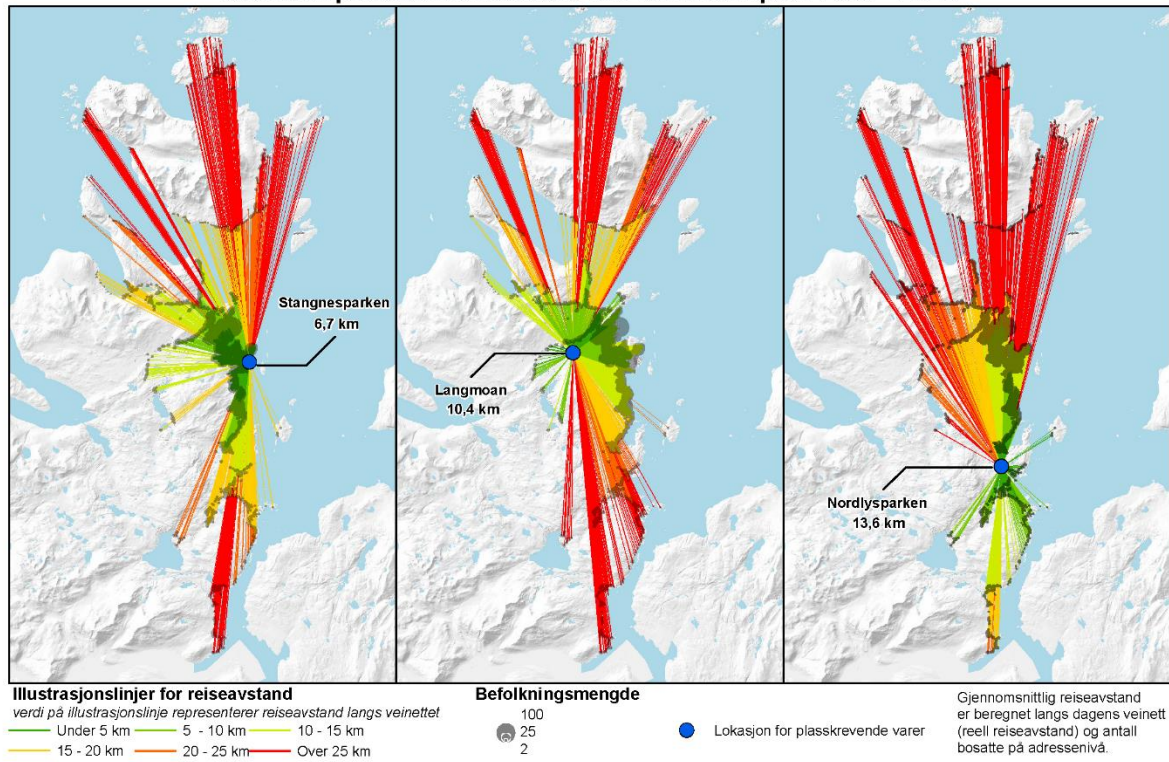 Stangnesparken
6,7 km
Langmoan
10,4 km
Nordlysparken
13,6 km
Illustrasjonslinjer for reiseavstand
verdi på illustrasjonslinje representerer reiseavstand langs veinettet
Under 5 km
5 - 10 km
10 - 15 km
15 - 20 km
20 - 25 km
Over 25 km
Befolkningsmengde
100
25
2
Lokasjon for plasskrevende varer
Gjennomsnittlig reiseavstand
er beregnet langs dagens veinett
(reell reiseavstand) og antall
bosatte på adressenivå.